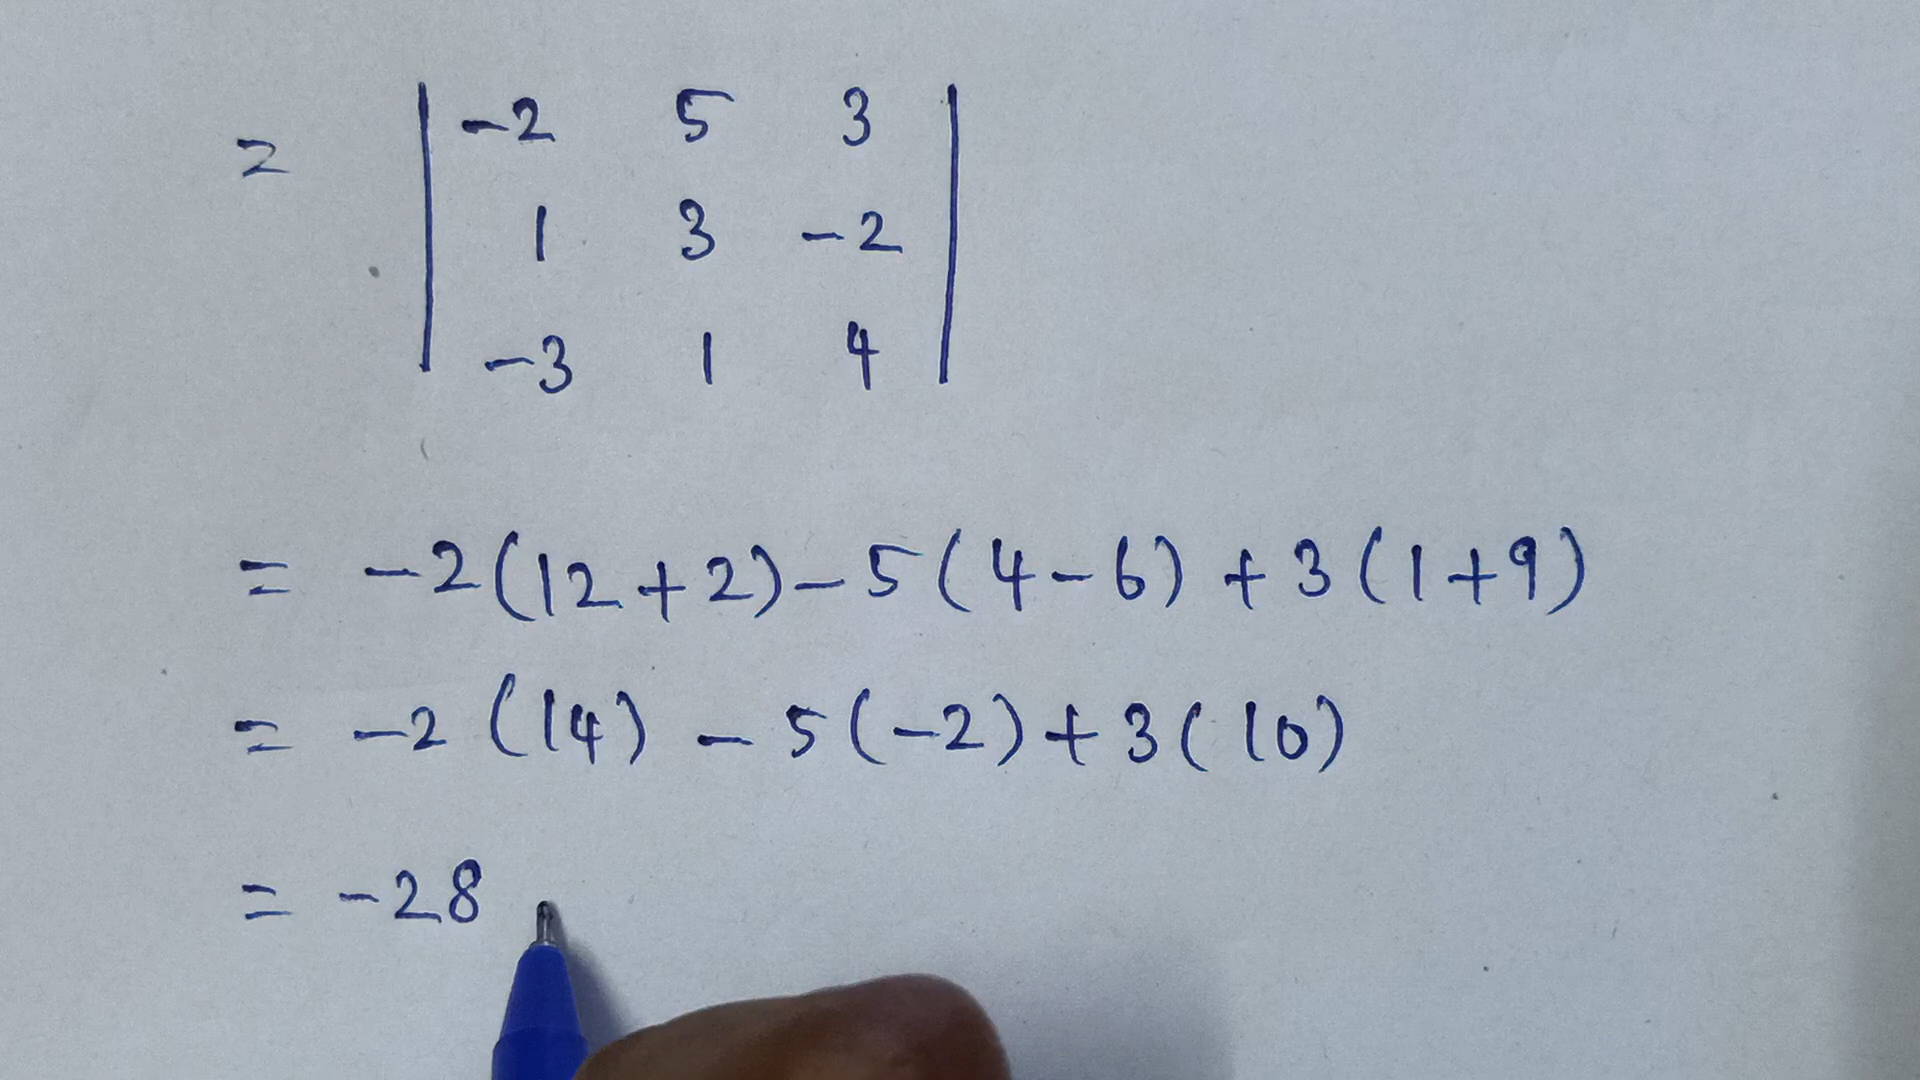 = | -2 5 3 |
| 1 3 -2 |
| -3 1 4 |
= -2(12+2)-5(4-6)+3(1+9)
= -2(14)-5(-2)+3(10)
= -28